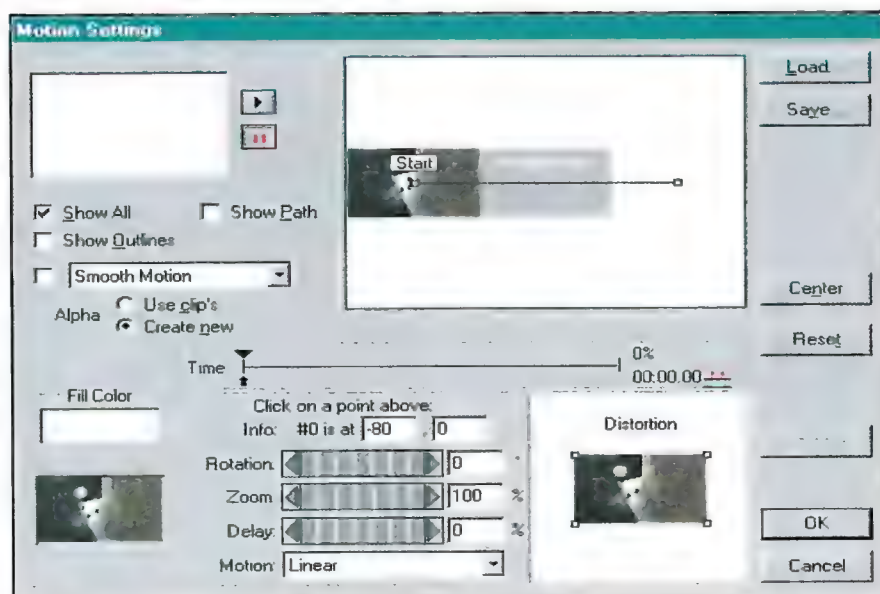 Motion Settings
Load
Save
Start
Show All
Show Path
Show Outlines
Smooth Motion
Alpha
Use clip's
Create new
Center
Reset
Time
0%
00:00.00
Fill Color
Click on a point above:
Info: #0 is at -80 , 0
Distortion
Rotation: 0 °
Zoom: 100 %
Delay: 0 %
Motion: Linear
OK
Cancel